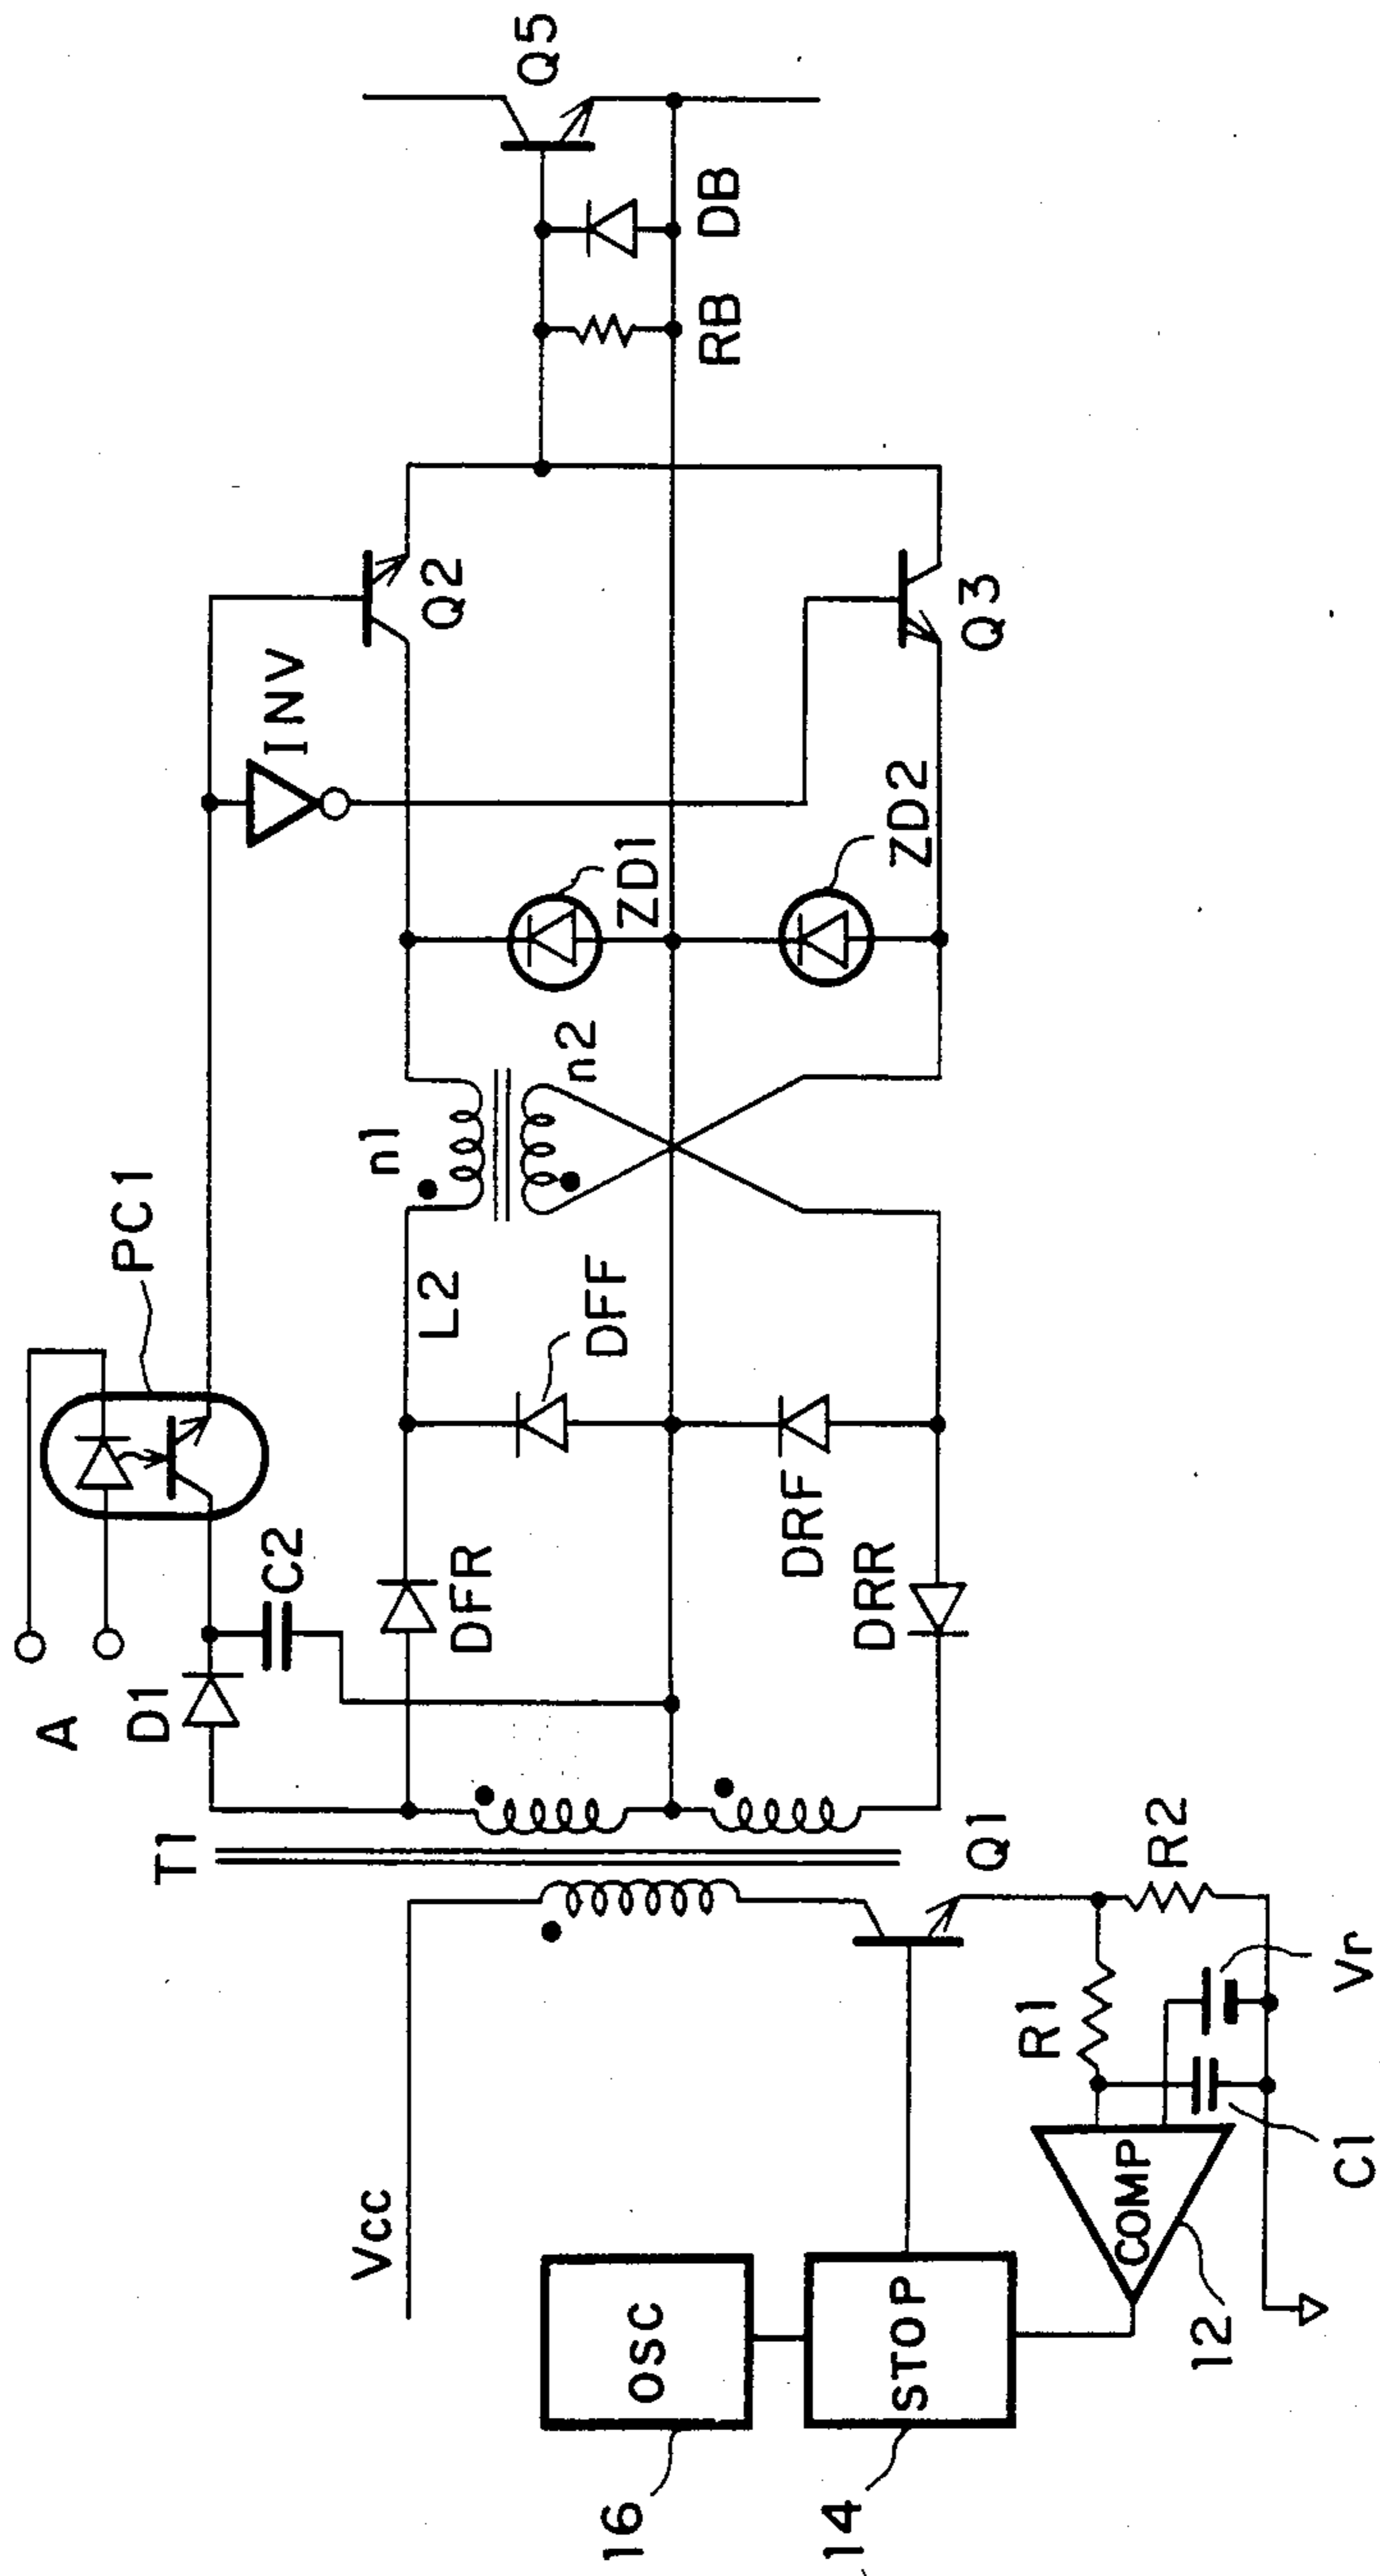 A
PC1
D1
C2
INV
Q2
Q5
n1
n2
L2
DFR
DFF
DRF
DRR
ZD1
ZD2
Q3
RB
DB
T1
Vcc
Q1
R1
R2
Vr
C1
COMP
12
OSC
16
STOP
14